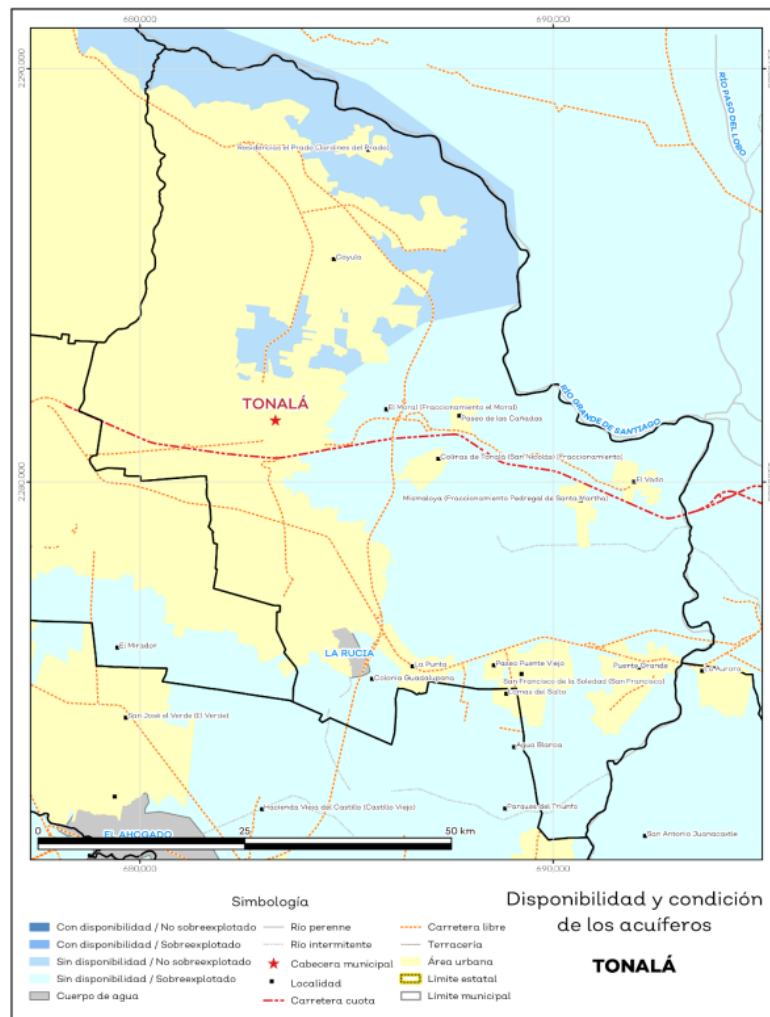 680,000
690,000
2290,000
RÍO PASO DEL LOBO
Residencial el Prado (Jardines del Prado)
Coyula
TONALÁ
El Moral (Fraccionamiento el Moral)
Paseo de las Cañadas
RÍO GRANDE DE SANTIAGO
Colinas de Tonalá (San Nicolás) (Fraccionamiento)
2280,000
El Vado
Mismaloya (Fraccionamiento Pedregal de Santa Martha)
El Mirador
LA RUCIA
La Punta
Paseo Puente Viejo
Puente Grande
La Aurora
Colonia Guadalupana
San Francisco de la Soledad (San Francisco)
Lomas del Salto
San José el Verde (El Verde)
Agua Blanca
Hacienda Vieja del Castillo (Castillo Viejo)
Parques del Triunfo
EL AHOGADO
San Antonio Juanacaxtle
0
25
50 km
680,000
690,000
Simbología
Disponibilidad y condición
de los acuíferos
TONALÁ
Con disponibilidad / No sobreexplotado
Con disponibilidad / Sobreexplotado
Sin disponibilidad / No sobreexplotado
Sin disponibilidad / Sobreexplotado
Cuerpo de agua
Río perenne
Río intermitente
Cabecera municipal
Localidad
Carretera cuota
Carretera libre
Terracería
Área urbana
Límite estatal
Límite municipal